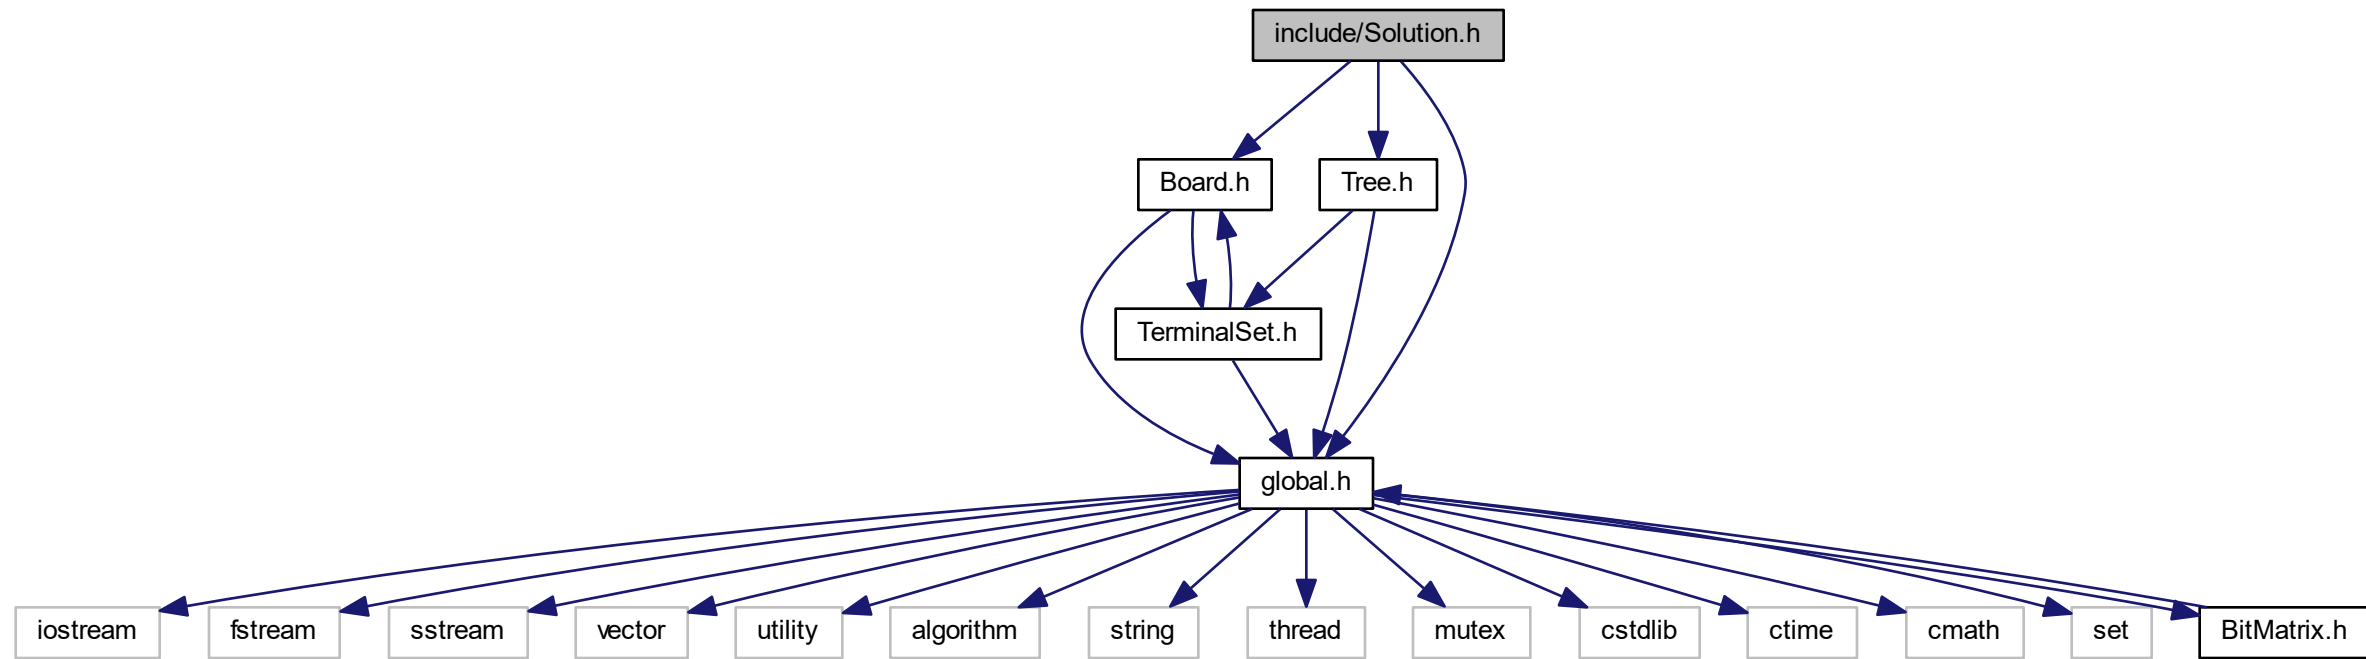 include/Solution.h
Board.h
Tree.h
TerminalSet.h
global.h
iostream
fstream
sstream
vector
utility
algorithm
string
thread
mutex
cstdlib
ctime
cmath
set
BitMatrix.h